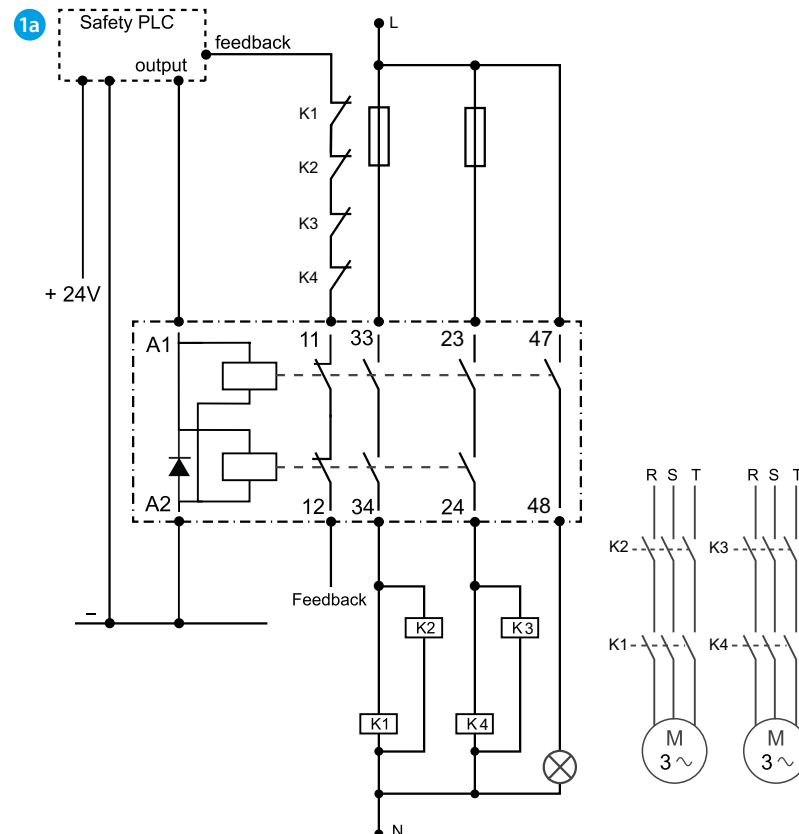 1a
Safety PLC
output
feedback
L
K1
K2
K3
K4
+ 24V
A1
11
33
23
47
A2
12
34
24
48
Feedback
–
K2
K3
K1
K4
N
R S T
R S T
K2
K3
K1
K4
M
3 ~
M
3 ~